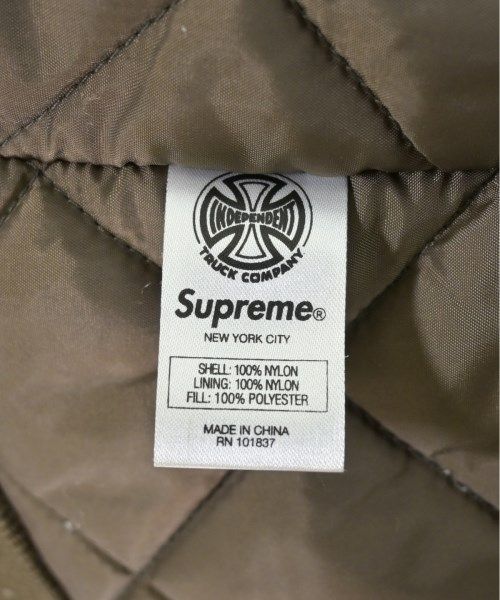 INDEPENDENT
TRUCK COMPANY
Supreme®
NEW YORK CITY
SHELL: 100% NYLON
LINING: 100% NYLON
FILL: 100% POLYESTER
MADE IN CHINA
RN 101837